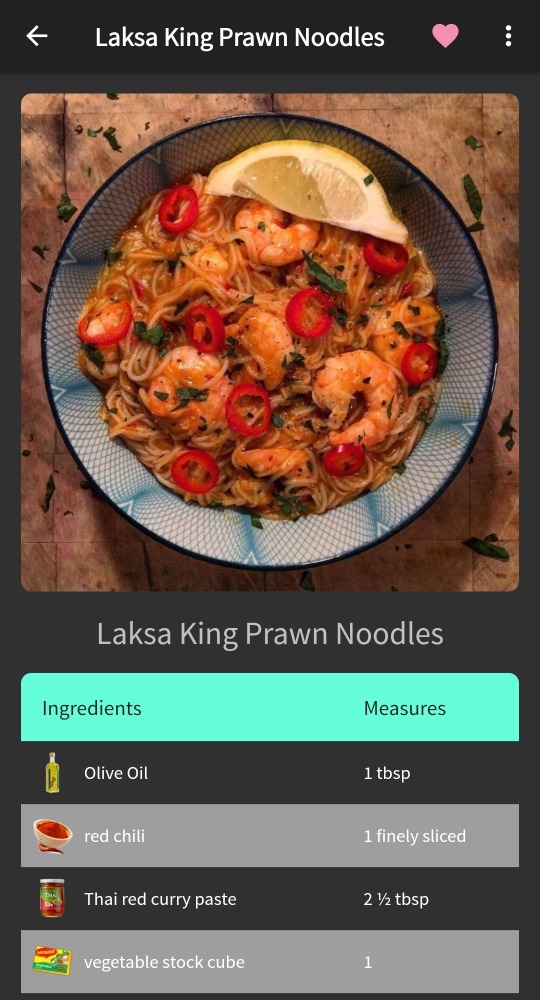 Laksa King Prawn Noodles
Laksa King Prawn Noodles
Ingredients Measures
Olive Oil 1 tbsp
red chili 1 finely sliced
Thai red curry paste 2 ½ tbsp
vegetable stock cube 1